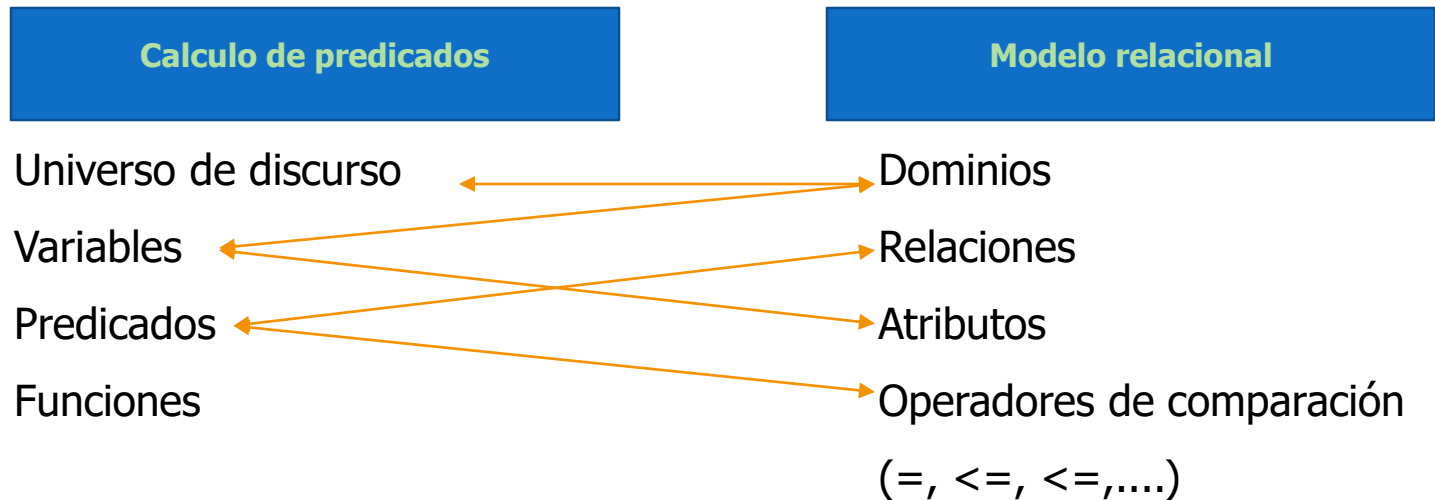 Calculo de predicados
Modelo relacional
Universo de discurso
Dominios
Variables
Relaciones
Predicados
Atributos
Funciones
Operadores de comparación
(=, <=, <=,....)